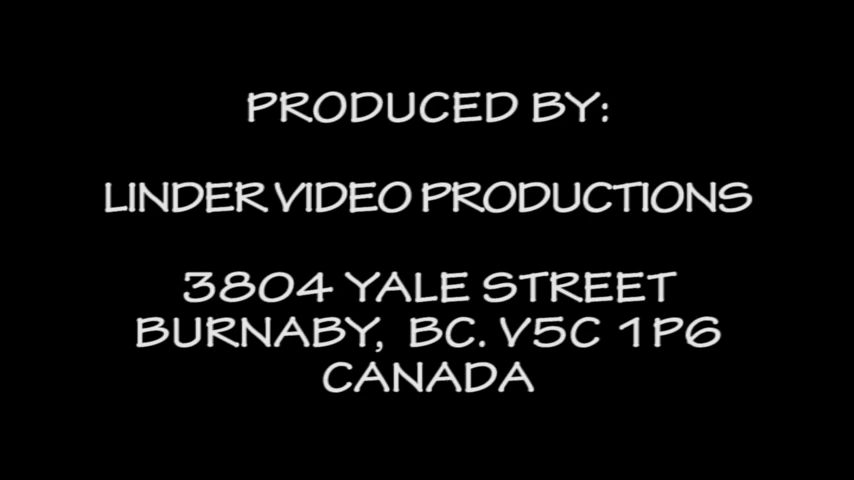 PRODUCED BY:
LINDER VIDEO PRODUCTIONS
3804 YALE STREET
BURNABY, BC. V5C 1P6
CANADA